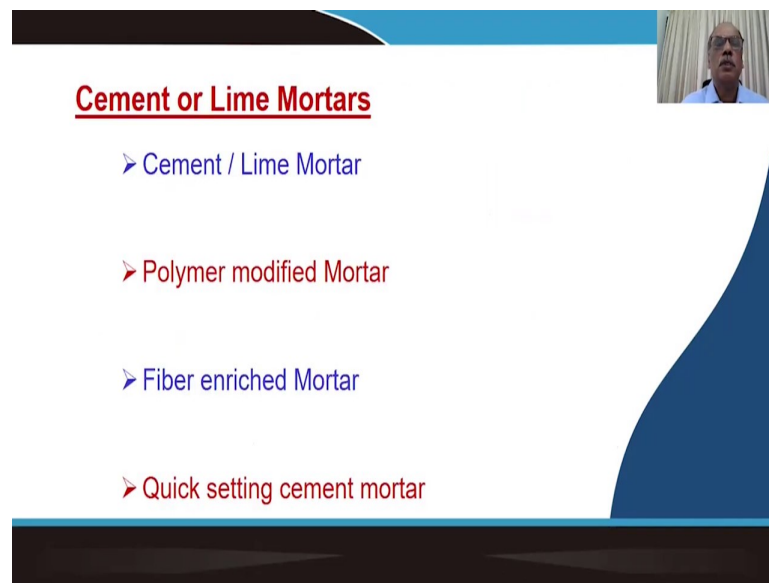 Cement or Lime Mortars
➢ Cement / Lime Mortar
➢ Polymer modified Mortar
➢ Fiber enriched Mortar
➢ Quick setting cement mortar